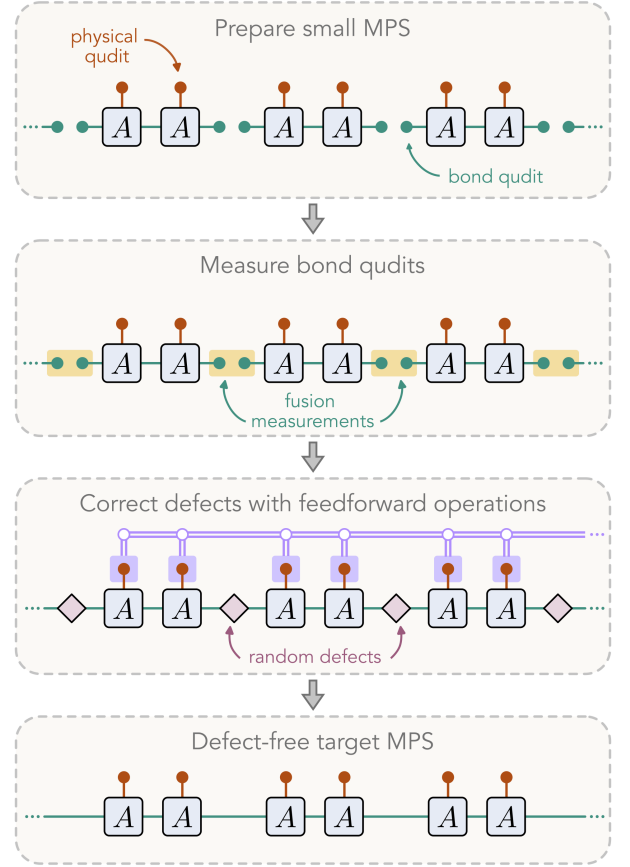 Prepare small MPS
physical
qudit
A A A A A A
bond qudit
Measure bond qudits
A A A A A A
fusion
measurements
Correct defects with feedforward operations
A A A A A A
random defects
Defect-free target MPS
A A A A A A